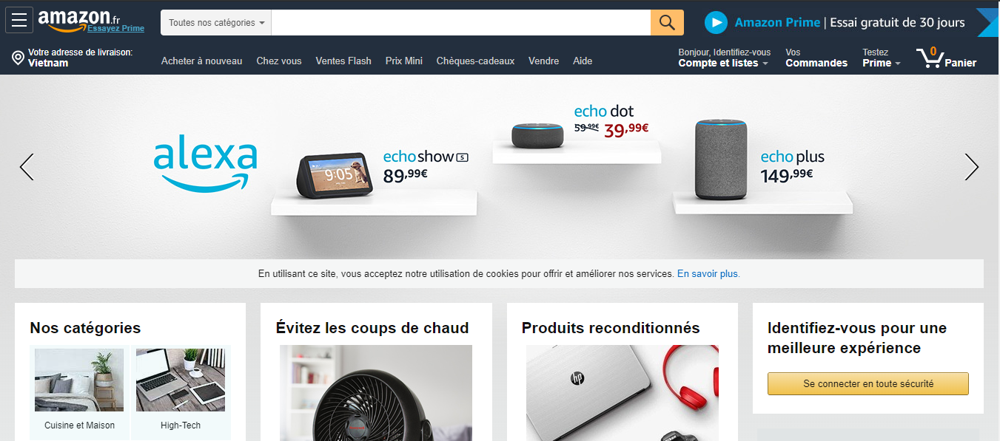 amazon.fr
Essayez Prime
Toutes nos catégories
Amazon Prime | Essai gratuit de 30 jours
Votre adresse de livraison:
Vietnam
Acheter à nouveau Chez vous Ventes Flash Prix Mini Chèques-cadeaux Vendre Aide
Bonjour, Identifiez-vous
Compte et listes
Vos
Commandes
Testez
Prime
0
Panier
alexa
9:05
echo show 5
89,99€
echo dot
59,99€ 39,99€
echo plus
149,99€
En utilisant ce site, vous acceptez notre utilisation de cookies pour offrir et améliorer nos services. En savoir plus.
Nos catégories
Cuisine et Maison
High-Tech
Évitez les coups de chaud
Produits reconditionnés
hp
Identifiez-vous pour une
meilleure expérience
Se connecter en toute sécurité